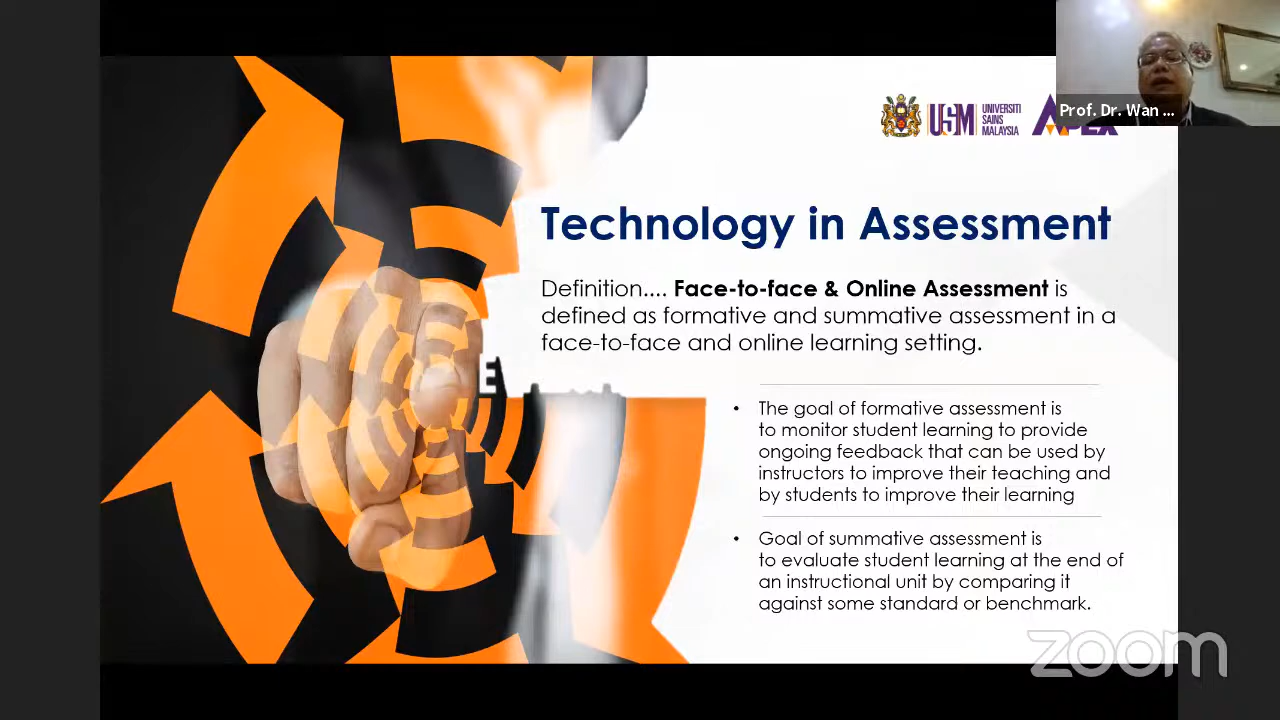 Prof. Dr. Wan ...
USM
UNIVERSITI
SAINS
MALAYSIA
APEX
Technology in Assessment
Definition.... Face-to-face & Online Assessment is
defined as formative and summative assessment in a
face-to-face and online learning setting.
• The goal of formative assessment is
to monitor student learning to provide
ongoing feedback that can be used by
instructors to improve their teaching and
by students to improve their learning
• Goal of summative assessment is
to evaluate student learning at the end of
an instructional unit by comparing it
against some standard or benchmark.
zoom